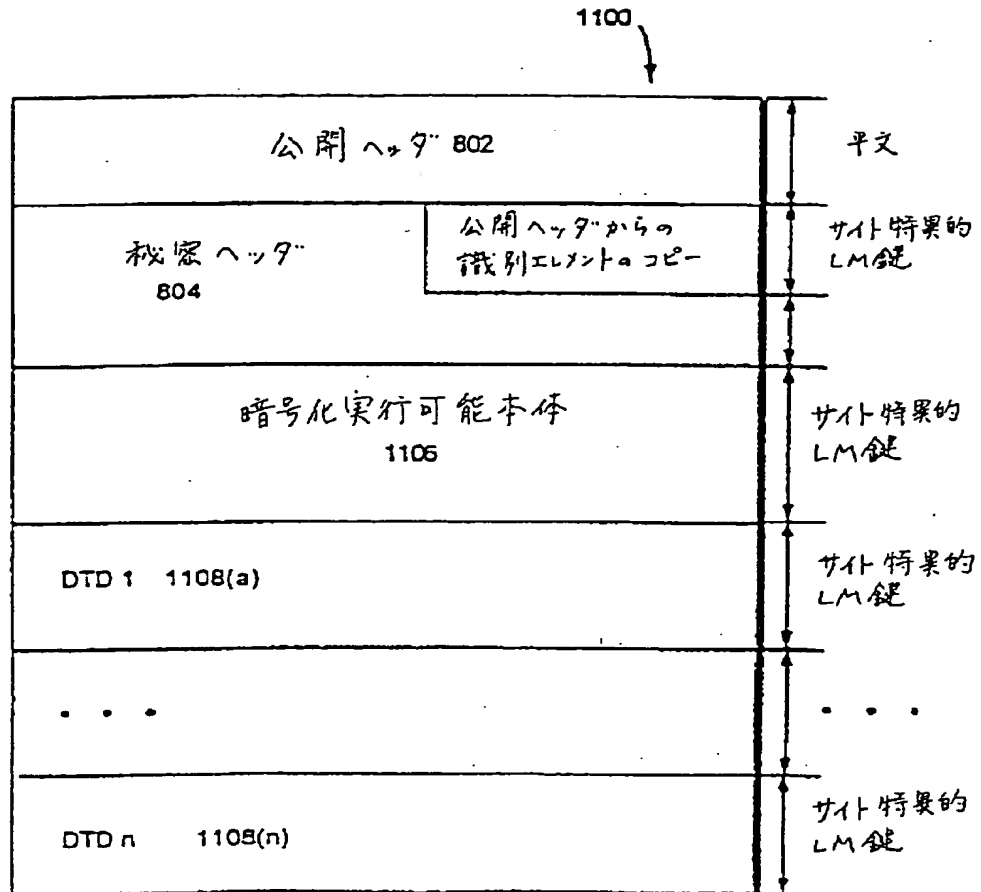 1100
公開ヘッダ 802
平文
秘密ヘッダ
804
公開ヘッダからの
識別エレメントのコピー
サイト特異的
LM鍵
暗号化実行可能本体
1106
サイト特異的
LM鍵
DTD 1 1108(a)
サイト特異的
LM鍵
• • •
• • •
DTD n 1108(n)
サイト特異的
LM鍵